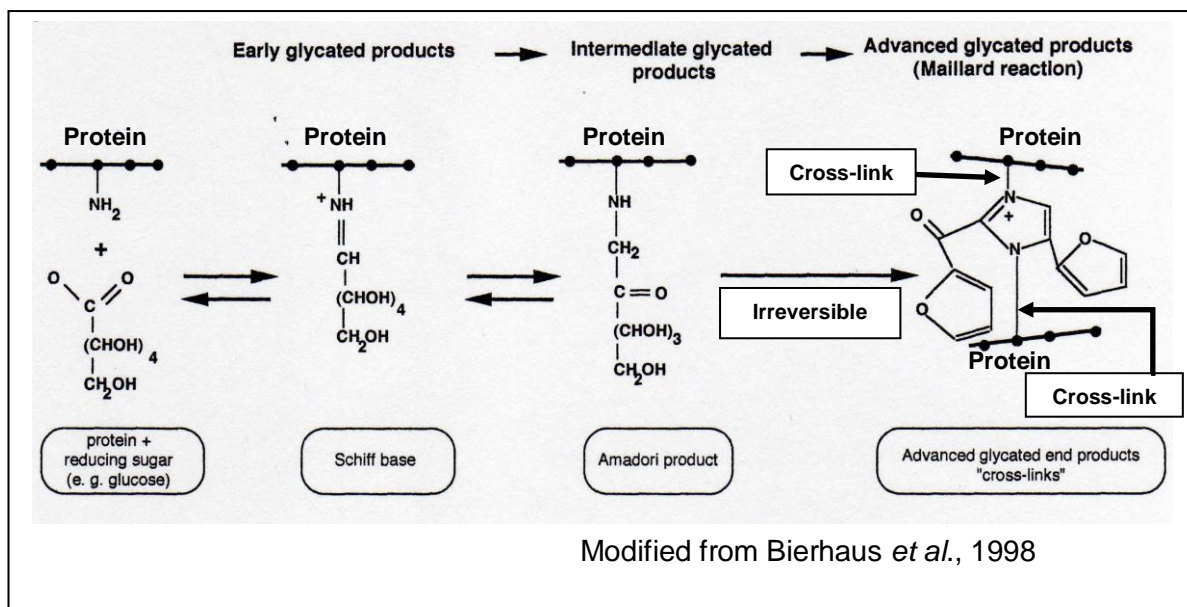 Early glycated products
Intermediate glycated
products
Advanced glycated products
(Maillard reaction)
Protein
NH2
+
O
O
C
(CHOH)4
CH2OH
Protein
+
NH
CH
(CHOH)4
CH2OH
Protein
NH
CH2
C=O
(CHOH)3
CH2OH
Irreversible
Protein
Cross-link
N
+
O
N
O
O
Protein
Cross-link
protein +
reducing sugar
(e. g. glucose)
Schiff base
Amadori product
Advanced glycated end products
"cross-links"
Modified from Bierhaus et al., 1998